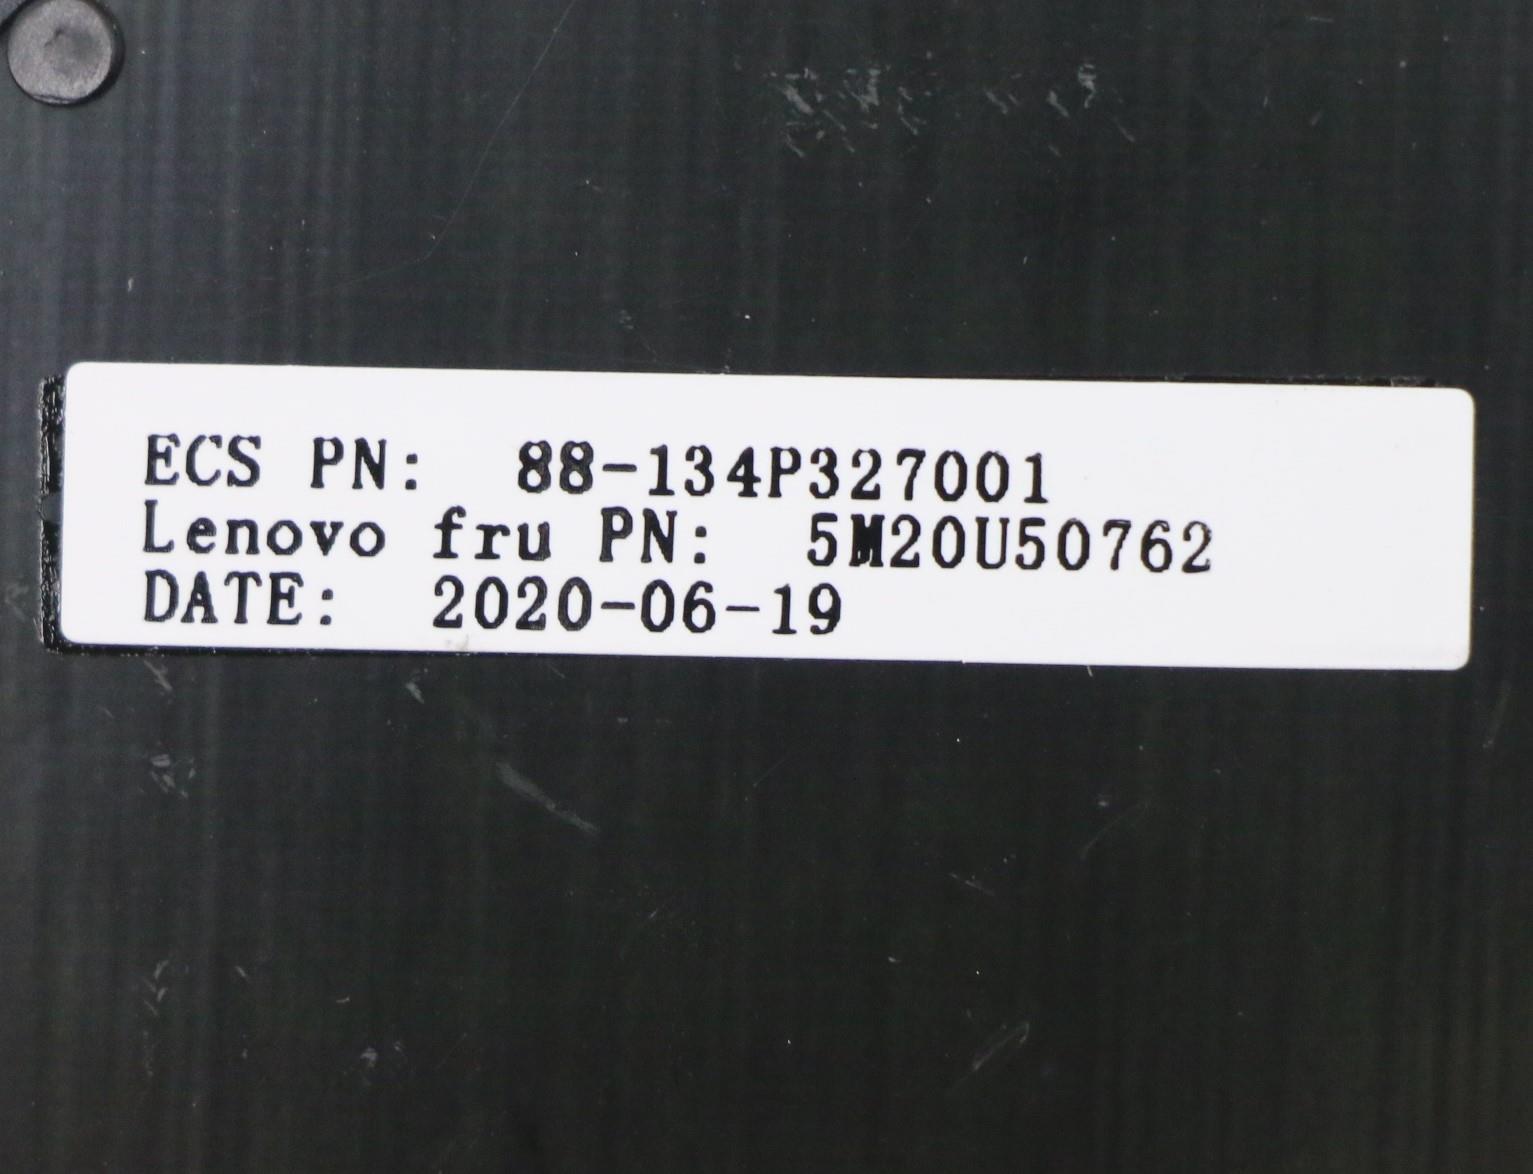 ECS PN: 88-134P327001
Lenovo fru PN: 5M20U50762
DATE: 2020-06-19